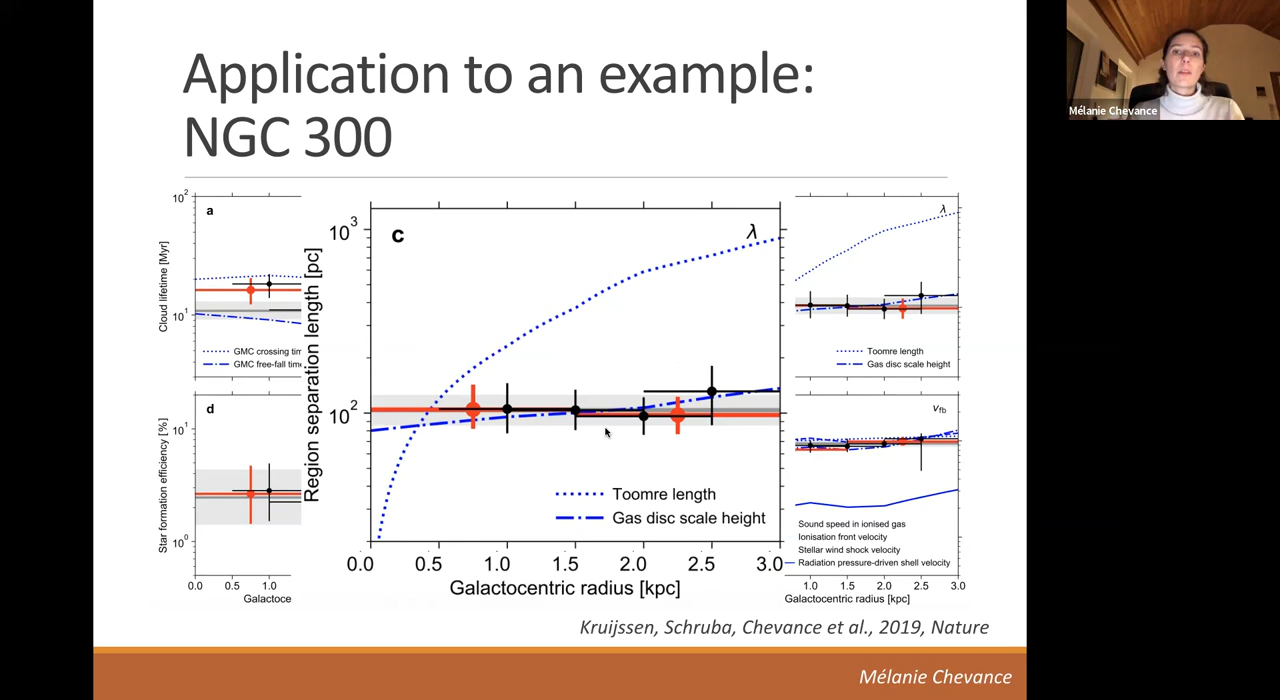 Application to an example:
NGC 300
Mélanie Chevance
10²
a
Cloud lifetime [Myr]
10¹
GMC crossing tim
GMC free-fall time
d
10¹
Star formation efficiency [%]
10⁰
0.0 0.5 1.0
Galactoce
c
λ
10³
Region separation length [pc]
10²
Toomre length
Gas disc scale height
0.0 0.5 1.0 1.5 2.0 2.5 3.0
Galactocentric radius [kpc]
λ
Toomre length
Gas disc scale height
v_fb
Sound speed in ionised gas
Ionisation front velocity
Stellar wind shock velocity
Radiation pressure-driven shell velocity
1.0 1.5 2.0 2.5 3.0
Galactocentric radius [kpc]
Kruijssen, Schruba, Chevance et al., 2019, Nature
Mélanie Chevance